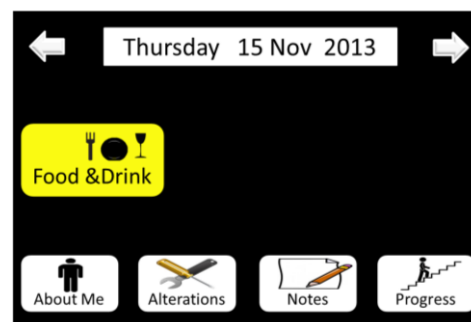 Thursday 15 Nov 2013
Food &Drink
About Me
Alterations
Notes
Progress